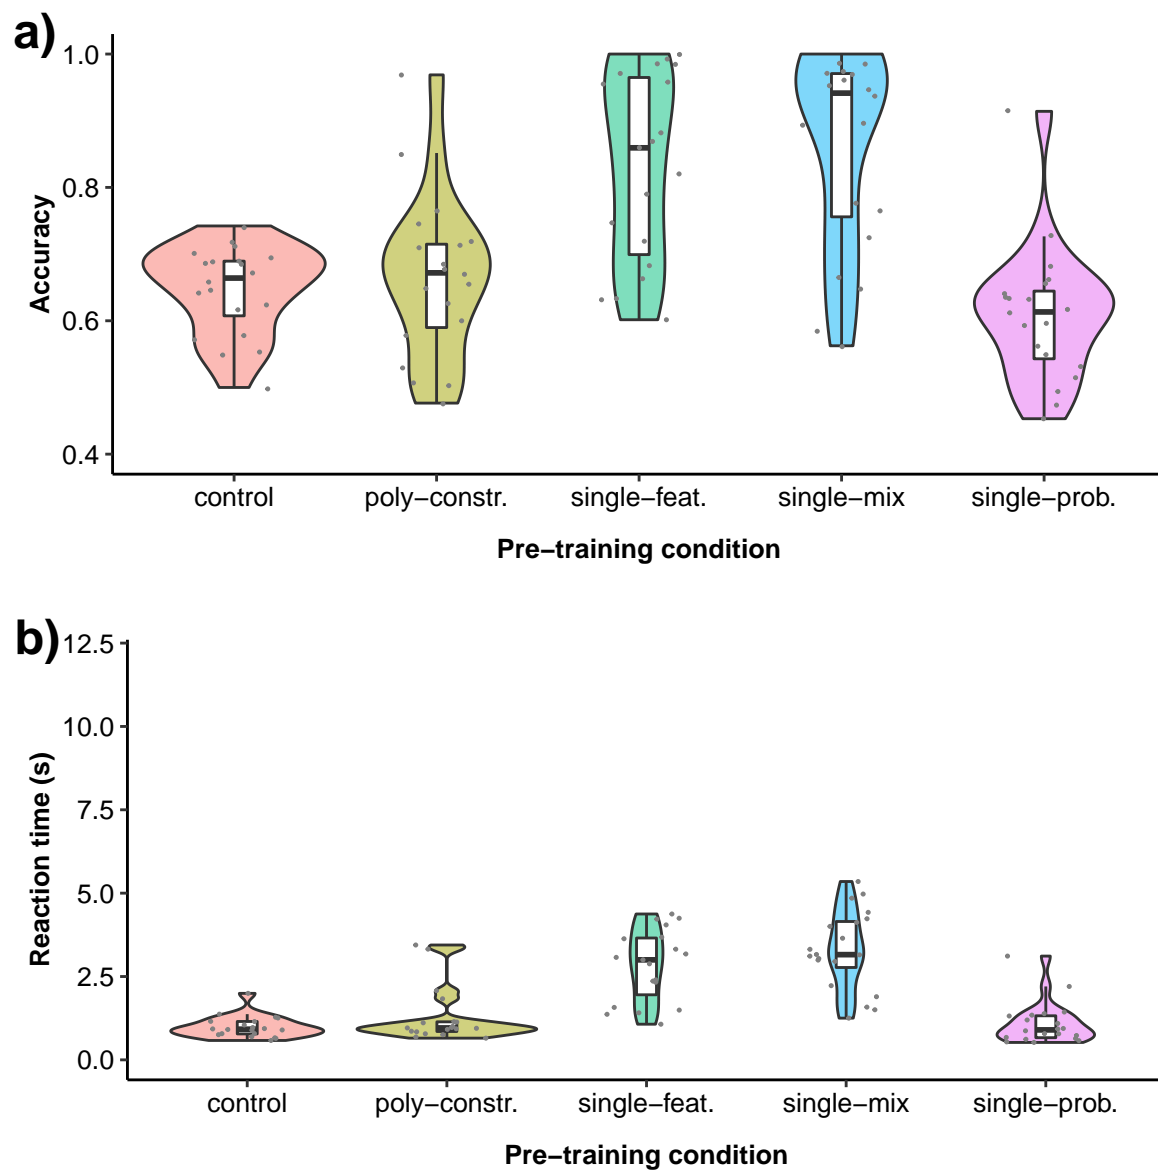 a)
1.0
0.8
0.6
0.4
Accuracy
control poly−constr. single−feat. single−mix single−prob.
Pre−training condition
b)
12.5
10.0
7.5
5.0
2.5
0.0
Reaction time (s)
control poly−constr. single−feat. single−mix single−prob.
Pre−training condition